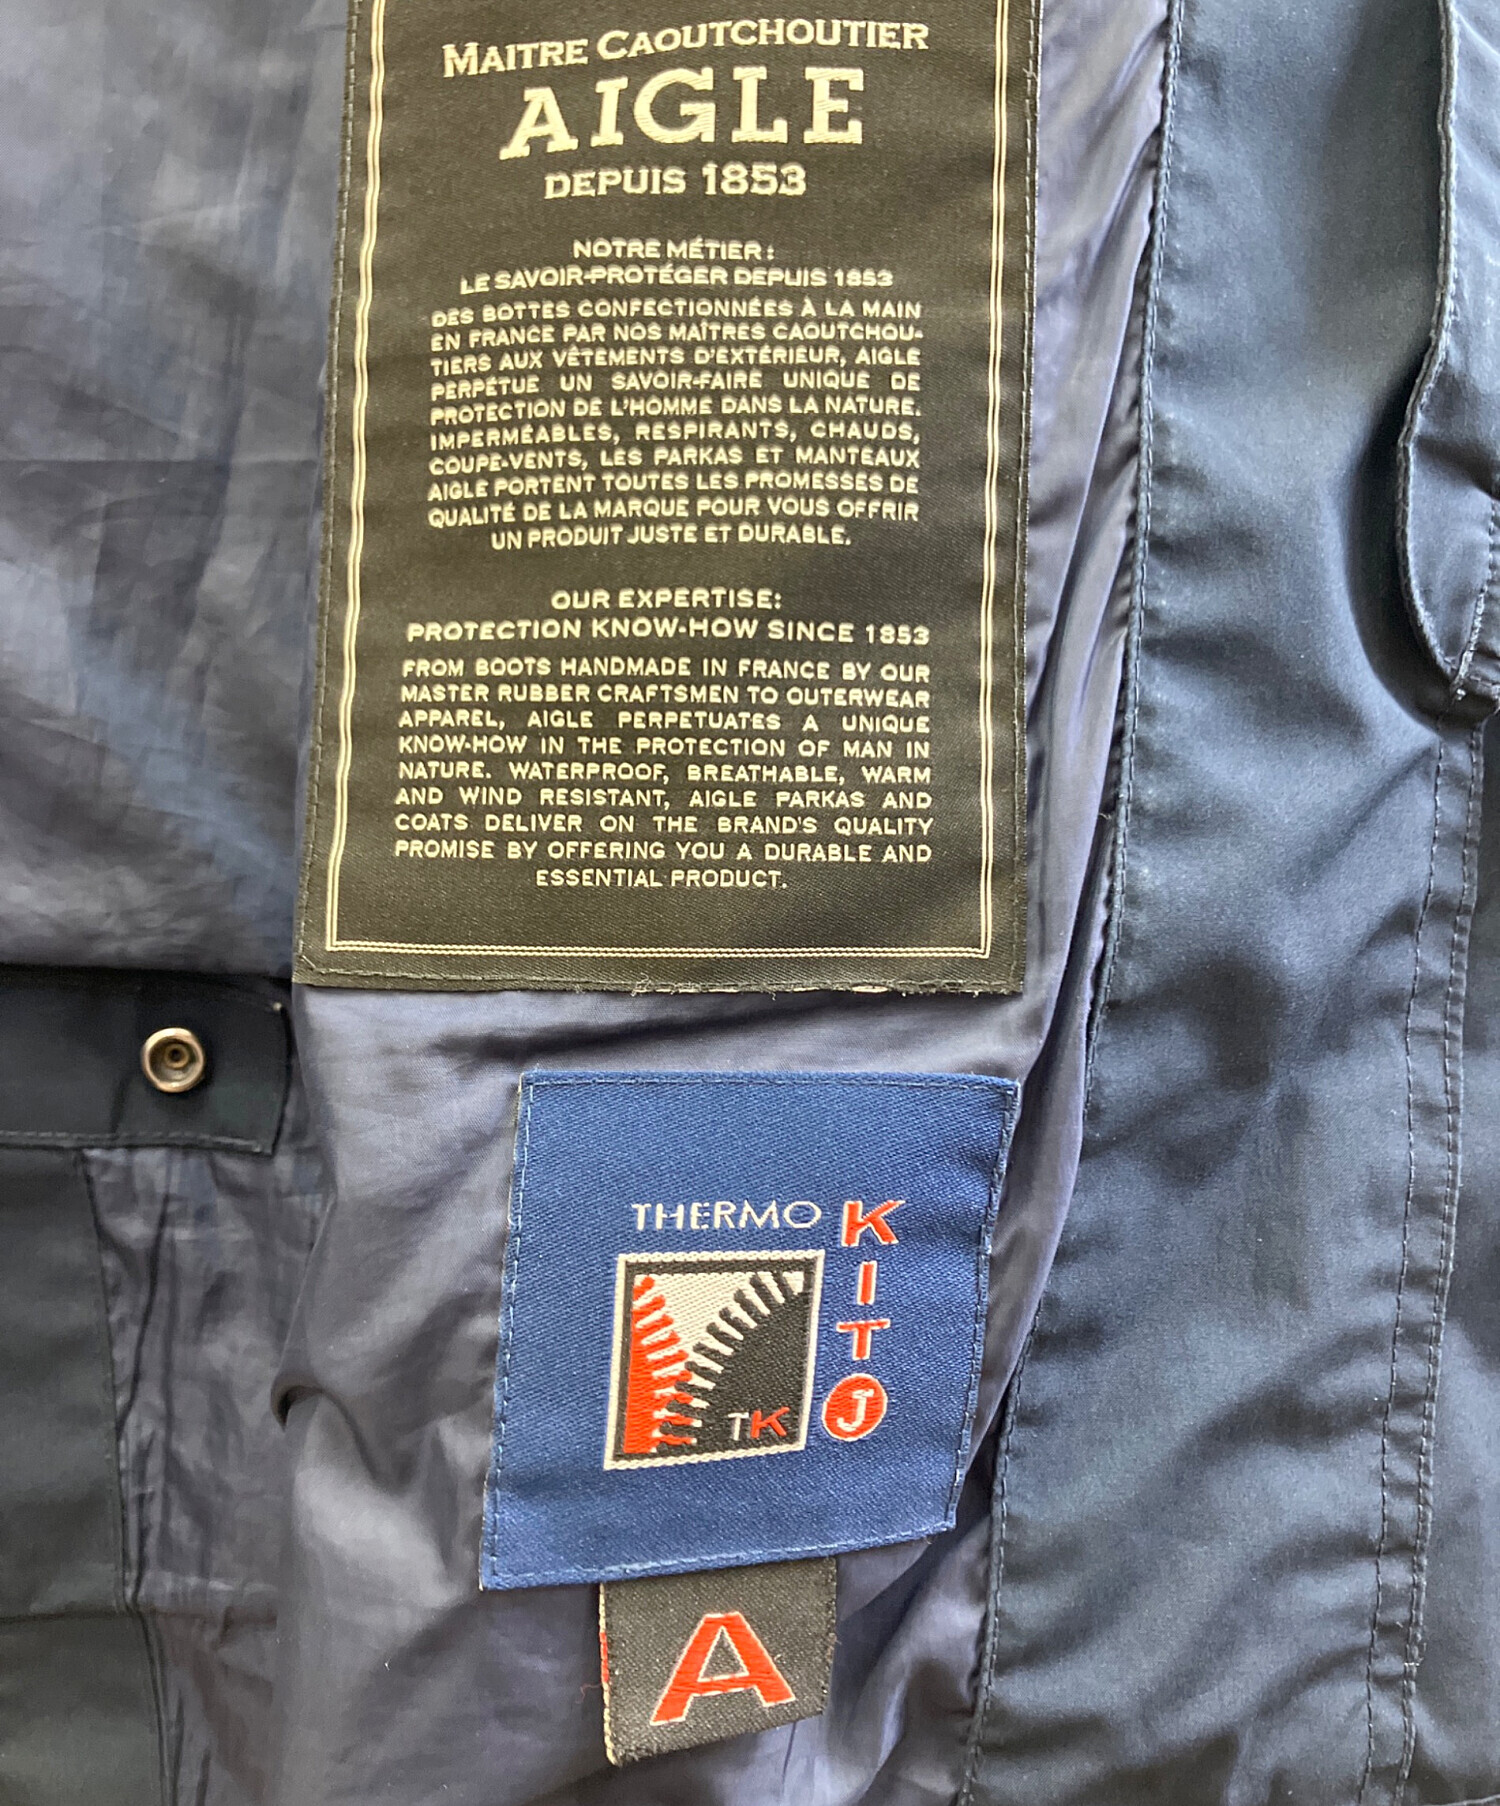 MAITRE CAOUTCHOUTIER
AIGLE
DEPUIS 1853
NOTRE MÉTIER :
LE SAVOIR-PROTÉGER DEPUIS 1853
DES BOTTES CONFECTIONNÉES À LA MAIN
EN FRANCE PAR NOS MAÎTRES CAOUTCHOU-
TIERS AUX VÊTEMENTS D'EXTÉRIEUR, AIGLE
PERPÉTUE UN SAVOIR-FAIRE UNIQUE DE
PROTECTION DE L'HOMME DANS LA NATURE.
IMPERMÉABLES, RESPIRANTS, CHAUDS,
COUPE-VENTS, LES PARKAS ET MANTEAUX
AIGLE PORTENT TOUTES LES PROMESSES DE
QUALITÉ DE LA MARQUE POUR VOUS OFFRIR
UN PRODUIT JUSTE ET DURABLE.
OUR EXPERTISE:
PROTECTION KNOW-HOW SINCE 1853
FROM BOOTS HANDMADE IN FRANCE BY OUR
MASTER RUBBER CRAFTSMEN TO OUTERWEAR
APPAREL, AIGLE PERPETUATES A UNIQUE
KNOW-HOW IN THE PROTECTION OF MAN IN
NATURE. WATERPROOF, BREATHABLE, WARM
AND WIND RESISTANT, AIGLE PARKAS AND
COATS DELIVER ON THE BRAND'S QUALITY
PROMISE BY OFFERING YOU A DURABLE AND
ESSENTIAL PRODUCT.
THERMO KIT
J
TK
A